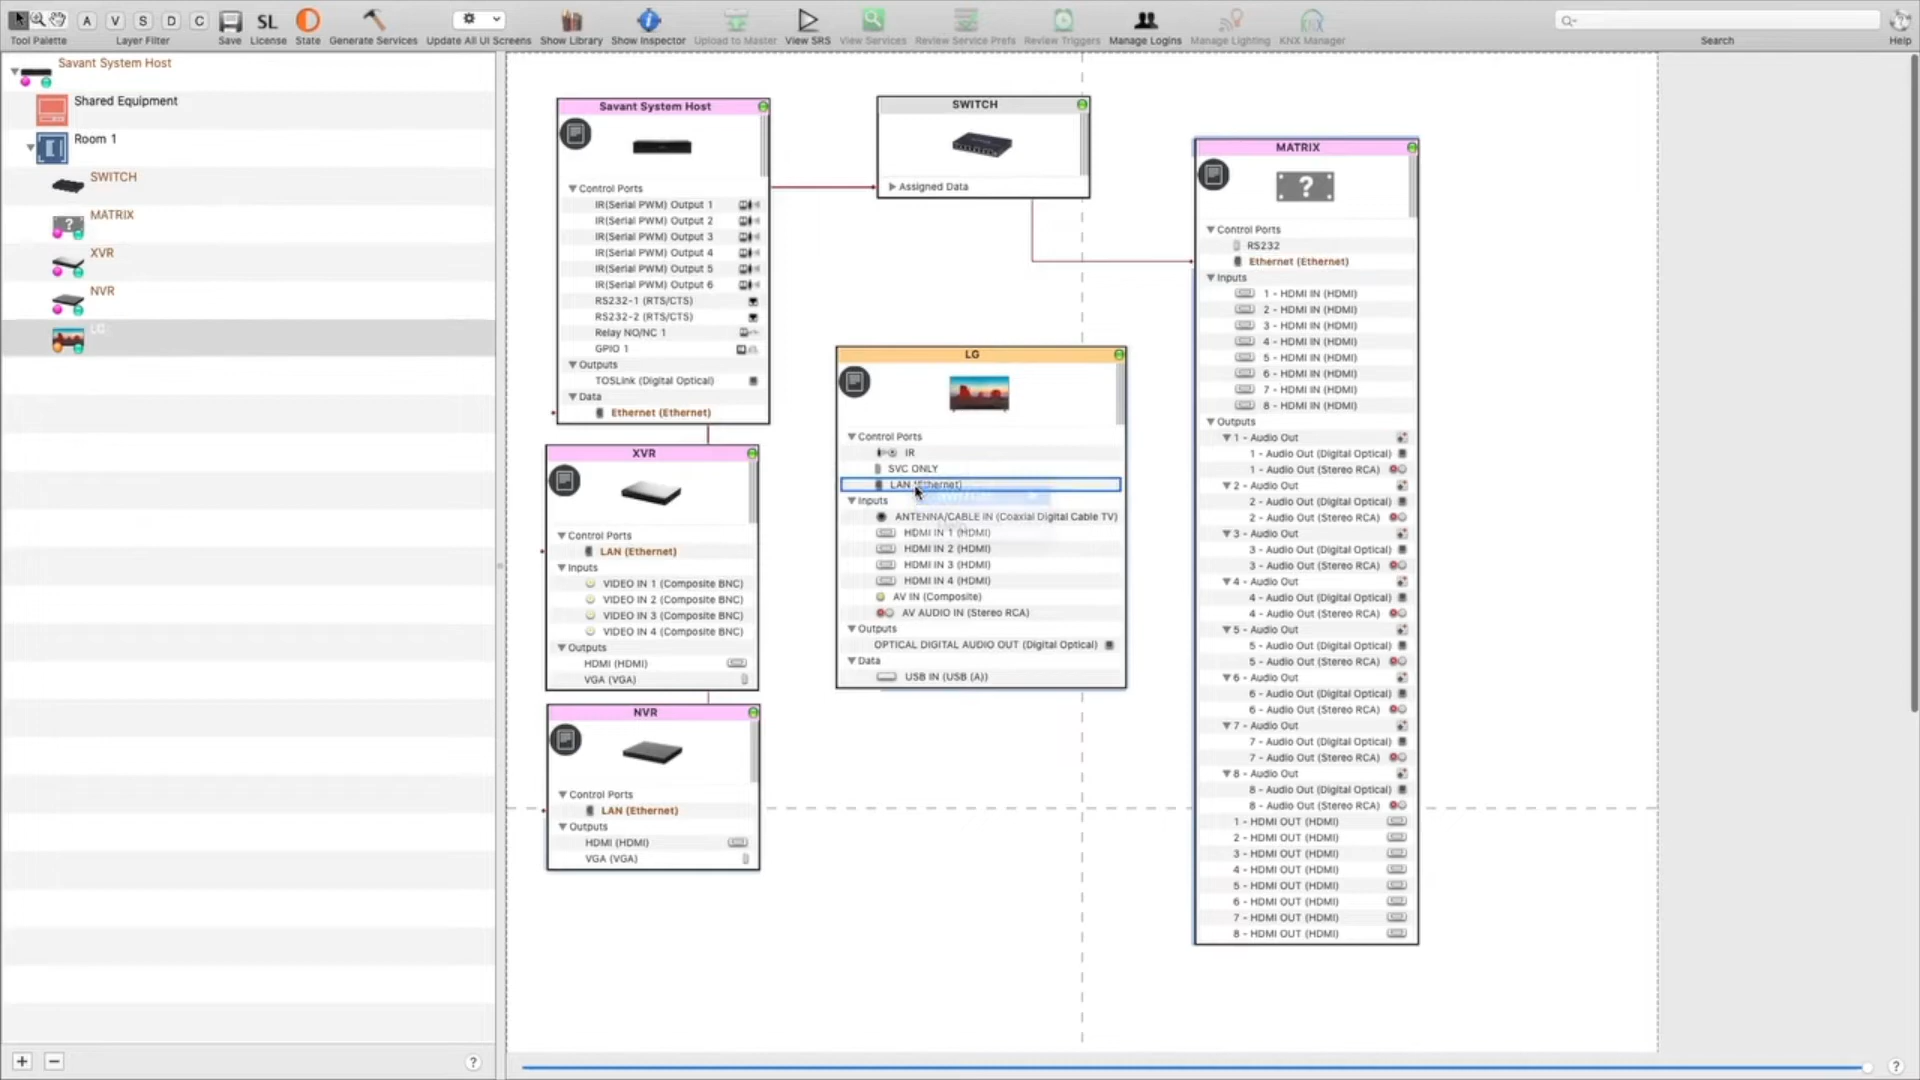 A V S D C
SL
Tool Palette
Layer Filter
Save
License
State
Generate Services
Update All UI Screens
Show Library
Show Inspector
Upload to Master
View SRS
View Services
Review Service Prefs
Review Triggers
Manage Logins
Manage Lighting
KNX Manager
Search
Help
Savant System Host
Shared Equipment
Room 1
SWITCH
MATRIX
XVR
NVR
LG
Savant System Host
Control Ports
IR(Serial PWM) Output 1
IR(Serial PWM) Output 2
IR(Serial PWM) Output 3
IR(Serial PWM) Output 4
IR(Serial PWM) Output 5
IR(Serial PWM) Output 6
RS232-1 (RTS/CTS)
RS232-2 (RTS/CTS)
Relay NO/NC 1
GPIO 1
Outputs
TOSLink (Digital Optical)
Data
Ethernet (Ethernet)
XVR
Control Ports
LAN (Ethernet)
Inputs
VIDEO IN 1 (Composite BNC)
VIDEO IN 2 (Composite BNC)
VIDEO IN 3 (Composite BNC)
VIDEO IN 4 (Composite BNC)
Outputs
HDMI (HDMI)
VGA (VGA)
NVR
Control Ports
LAN (Ethernet)
Outputs
HDMI (HDMI)
VGA (VGA)
SWITCH
Assigned Data
LG
Control Ports
IR
SVC ONLY
LAN (Ethernet)
Inputs
ANTENNA/CABLE IN (Coaxial Digital Cable TV)
HDMI IN 1 (HDMI)
HDMI IN 2 (HDMI)
HDMI IN 3 (HDMI)
HDMI IN 4 (HDMI)
AV IN (Composite)
AV AUDIO IN (Stereo RCA)
Outputs
OPTICAL DIGITAL AUDIO OUT (Digital Optical)
Data
USB IN (USB (A))
MATRIX
?
Control Ports
RS232
Ethernet (Ethernet)
Inputs
1 - HDMI IN (HDMI)
2 - HDMI IN (HDMI)
3 - HDMI IN (HDMI)
4 - HDMI IN (HDMI)
5 - HDMI IN (HDMI)
6 - HDMI IN (HDMI)
7 - HDMI IN (HDMI)
8 - HDMI IN (HDMI)
Outputs
1 - Audio Out
1 - Audio Out (Digital Optical)
1 - Audio Out (Stereo RCA)
2 - Audio Out
2 - Audio Out (Digital Optical)
2 - Audio Out (Stereo RCA)
3 - Audio Out
3 - Audio Out (Digital Optical)
3 - Audio Out (Stereo RCA)
4 - Audio Out
4 - Audio Out (Digital Optical)
4 - Audio Out (Stereo RCA)
5 - Audio Out
5 - Audio Out (Digital Optical)
5 - Audio Out (Stereo RCA)
6 - Audio Out
6 - Audio Out (Digital Optical)
6 - Audio Out (Stereo RCA)
7 - Audio Out
7 - Audio Out (Digital Optical)
7 - Audio Out (Stereo RCA)
8 - Audio Out
8 - Audio Out (Digital Optical)
8 - Audio Out (Stereo RCA)
1 - HDMI OUT (HDMI)
2 - HDMI OUT (HDMI)
3 - HDMI OUT (HDMI)
4 - HDMI OUT (HDMI)
5 - HDMI OUT (HDMI)
6 - HDMI OUT (HDMI)
7 - HDMI OUT (HDMI)
8 - HDMI OUT (HDMI)
+ − ?
?